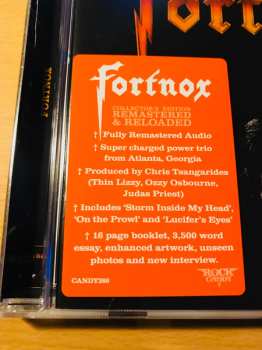 Fortnox
FORTNOX
Fortnox
COLLECTOR'S EDITION
REMASTERED
& RELOADED
† Fully Remastered Audio
† Super charged power trio
from Atlanta, Georgia
† Produced by Chris Tsangarides
(Thin Lizzy, Ozzy Osbourne,
Judas Priest)
† Includes 'Storm Inside My Head',
'On the Prowl' and 'Lucifer's Eyes'
† 16 page booklet, 3,500 word
essay, enhanced artwork, unseen
photos and new interview.
CANDY380
ROCK
CANDY